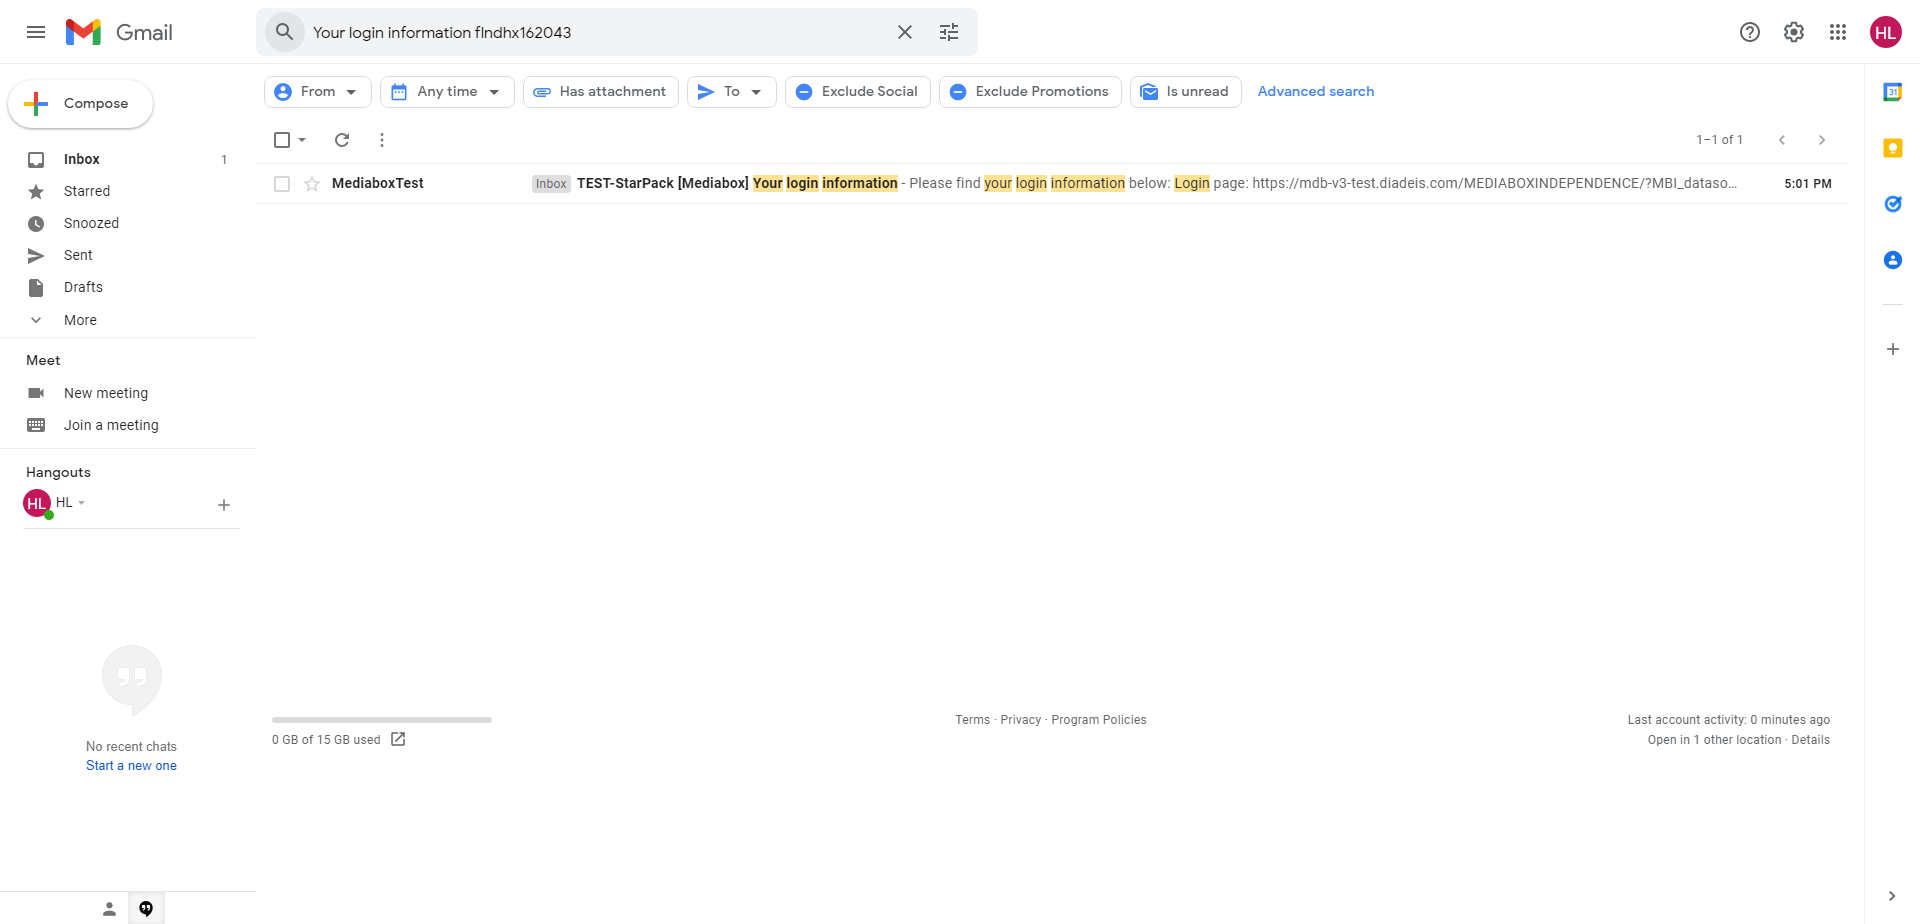 Gmail
Your login information flndhx162043
HL
Compose
From
Any time
Has attachment
To
Exclude Social
Exclude Promotions
Is unread
Advanced search
1–1 of 1
Inbox 1
Starred
Snoozed
Sent
Drafts
More
MediaboxTest Inbox TEST-StarPack [Mediabox] Your login information - Please find your login information below: Login page: https://mdb-v3-test.diadeis.com/MEDIABOXINDEPENDENCE/?MBI_dataso... 5:01 PM
Meet
New meeting
Join a meeting
Hangouts
HL HL
No recent chats
Start a new one
0 GB of 15 GB used
Terms · Privacy · Program Policies
Last account activity: 0 minutes ago
Open in 1 other location · Details
31